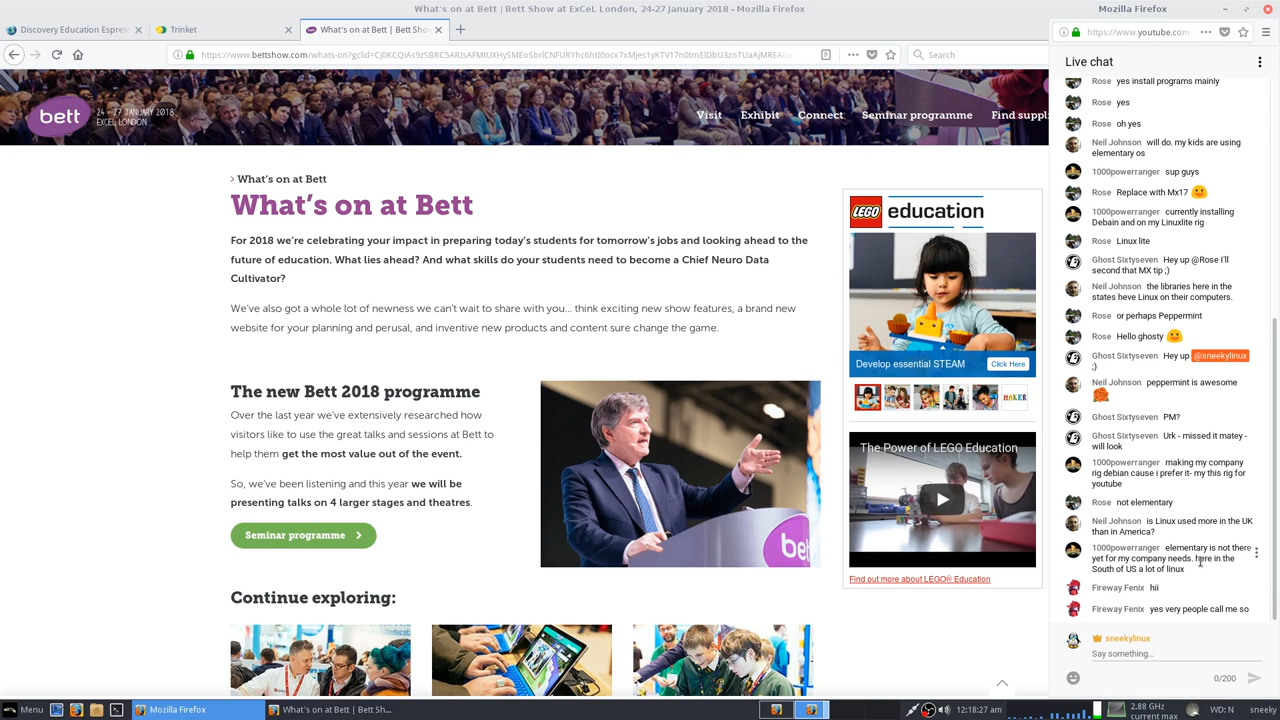 What's on at Bett | Bett Show at ExCeL London, 24-27 January 2018 - Mozilla Firefox
Mozilla Firefox
Discovery Education Espres
Trinket
What's on at Bett | Bett Sho
https://www.youtube.com
Search
bett
24 - 27 JANUARY 2018
EXCEL LONDON
Visit
Exhibit
Connect
Seminar programme
Find suppli
> What's on at Bett
What's on at Bett
For 2018 we're celebrating your impact in preparing today's students for tomorrow's jobs and looking ahead to the
future of education. What lies ahead? And what skills do your students need to become a Chief Neuro Data
Cultivator?
We've also got a whole lot of newness we can't wait to share with you... think exciting new show features, a brand new
website for your planning and perusal, and inventive new products and content sure change the game.
The new Bett 2018 programme
Over the last year we've extensively researched how
visitors like to use the great talks and sessions at Bett to
help them get the most value out of the event.
So, we've been listening and this year we will be
presenting talks on 4 larger stages and theatres.
Seminar programme
be
Continue exploring:
LEGO education
Develop essential STEAM
Click Here
MAKER
The Power of LEGO Education
Find out more about LEGO® Education
Live chat
Rose yes install programs mainly
Rose yes
Rose oh yes
Neil Johnson will do. my kids are using
elementary os
1000powerranger sup guys
Rose Replace with Mx17
1000powerranger currently installing
Debain and on my Linuxlite rig
Rose Linux lite
Ghost Sixtyseven Hey up @Rose I'll
second that MX tip ;)
Neil Johnson the libraries here in the
states heve Linux on their computers.
Rose or perhaps Peppermint
Rose Hello ghosty
Ghost Sixtyseven Hey up @sneekylinux
;)
Neil Johnson peppermint is awesome
Ghost Sixtyseven PM?
Ghost Sixtyseven Urk - missed it matey -
will look
1000powerranger making my company
rig debian cause i prefer it- my this rig for
youtube
Rose not elementary
Neil Johnson is Linux used more in the UK
than in America?
1000powerranger elementary is not there
yet for my company needs. here in the
South of US a lot of linux
Fireway Fenix hii
Fireway Fenix yes very people call me so
sneekylinux
Say something...
0/200
Menu
Mozilla Firefox
What's on at Bett | Bett Sh...
12:18:27 am
2.88 GHz
current max
WD: N
sneeky